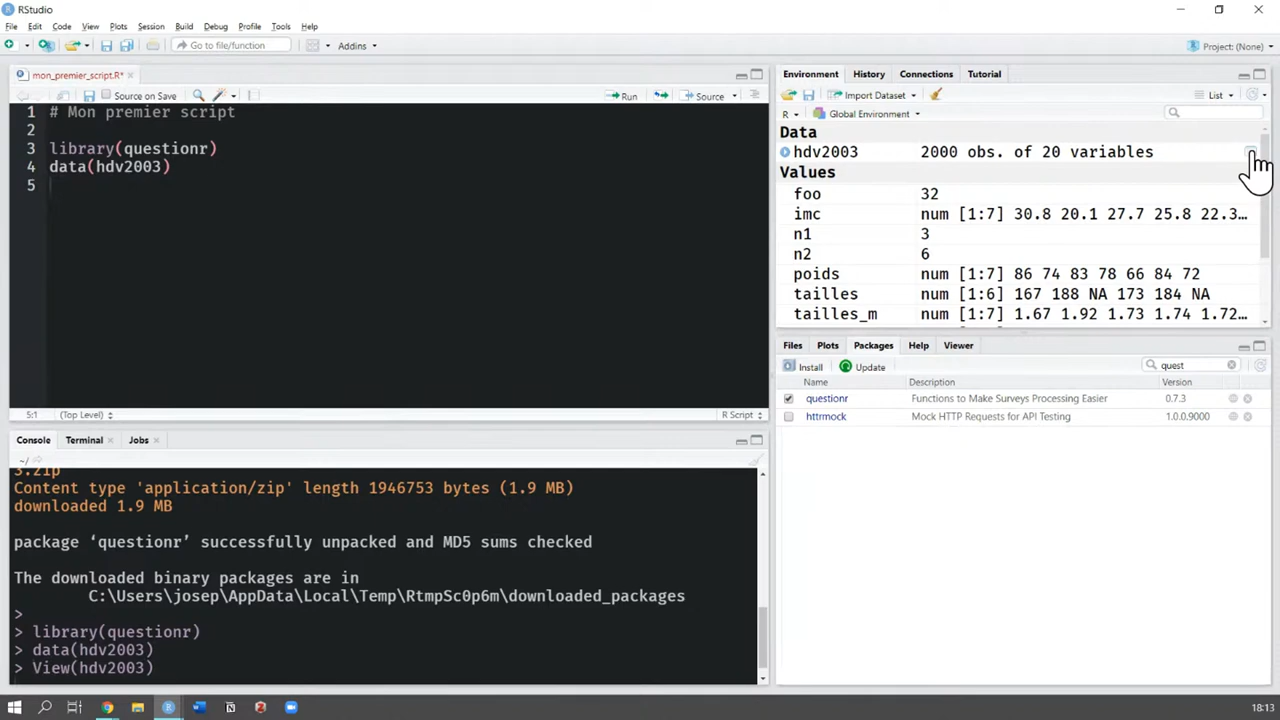 RStudio
File Edit Code View Plots Session Build Debug Profile Tools Help
Go to file/function Addins Project: (None)
mon_premier_script.R*
Source on Save Run Source
1 # Mon premier script
2
3 library(questionr)
4 data(hdv2003)
5
5:1 (Top Level) R Script
Console Terminal Jobs
~/
3.zip
Content type 'application/zip' length 1946753 bytes (1.9 MB)
downloaded 1.9 MB
package ‘questionr’ successfully unpacked and MD5 sums checked
The downloaded binary packages are in
C:\Users\josep\AppData\Local\Temp\RtmpSc0p6m\downloaded_packages
>
> library(questionr)
> data(hdv2003)
> View(hdv2003)
Environment History Connections Tutorial
Import Dataset List
R Global Environment
Data
hdv2003 2000 obs. of 20 variables
Values
foo 32
imc num [1:7] 30.8 20.1 27.7 25.8 22.3…
n1 3
n2 6
poids num [1:7] 86 74 83 78 66 84 72
tailles num [1:6] 167 188 NA 173 184 NA
tailles_m num [1:7] 1.67 1.92 1.73 1.74 1.72…
Files Plots Packages Help Viewer
Install Update quest
Name Description Version
questionr Functions to Make Surveys Processing Easier 0.7.3
httrmock Mock HTTP Requests for API Testing 1.0.0.9000
18:13